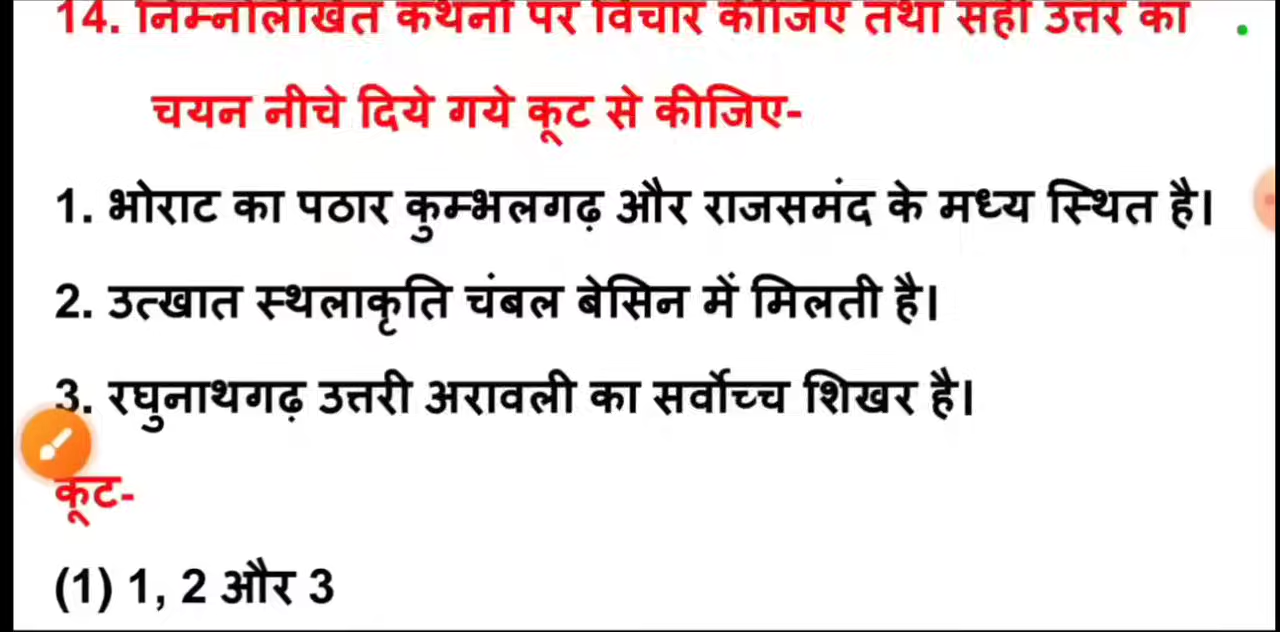 14. निम्नलिखित कथनों पर विचार कीजिए तथा सही उत्तर का
चयन नीचे दिये गये कूट से कीजिए-
1. भोराट का पठार कुम्भलगढ़ और राजसमंद के मध्य स्थित है।
2. उत्खात स्थलाकृति चंबल बेसिन में मिलती है।
3. रघुनाथगढ़ उत्तरी अरावली का सर्वोच्च शिखर है।
कूट-
(1) 1, 2 और 3